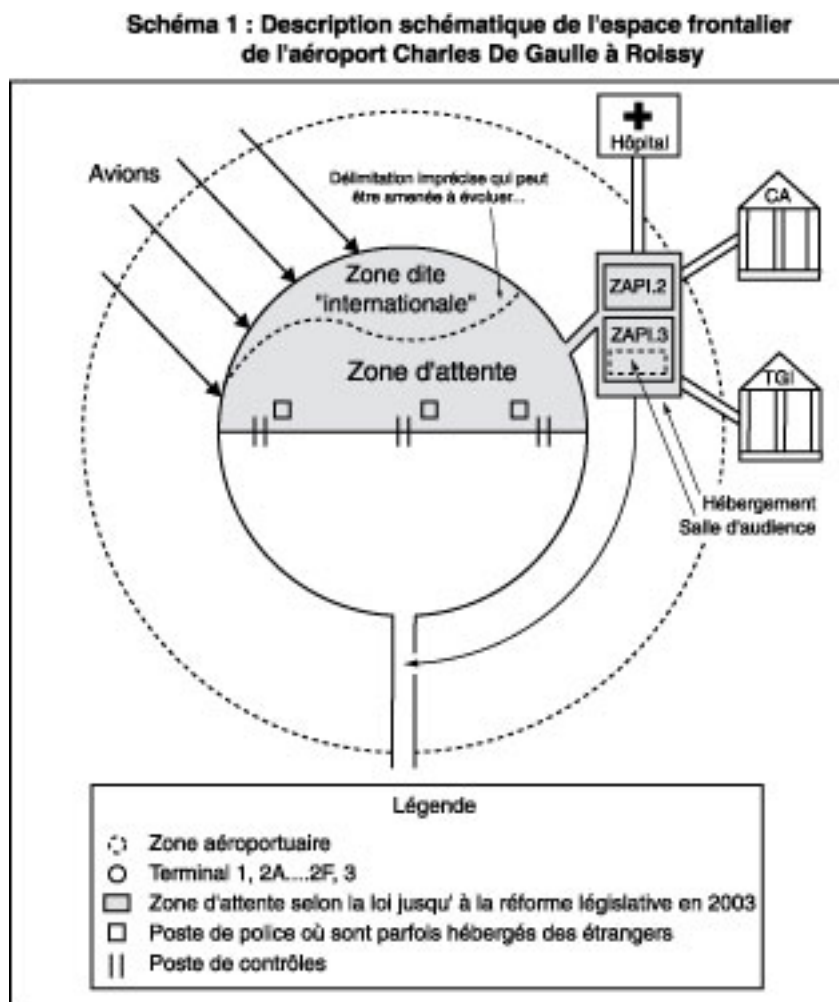 Schéma 1 : Description schématique de l'espace frontalier
de l'aéroport Charles De Gaulle à Roissy
Avions
Délimitation imprécise qui peut
être amenée à évoluer...
Hôpital
CA
Zone dite
"internationale"
ZAPI.2
ZAPI.3
Zone d'attente
TGI
Hébergement
Salle d'audience
Légende
Zone aéroportuaire
Terminal 1, 2A....2F, 3
Zone d'attente selon la loi jusqu' à la réforme législative en 2003
Poste de police où sont parfois hébergés des étrangers
Poste de contrôles